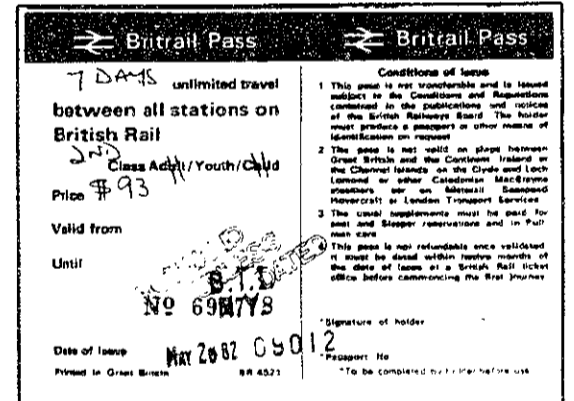 Britrail Pass
7 DAYS unlimited travel
between all stations on
British Rail
2ND Class Adult/Youth/Child
Price $93
Valid from
Until
B.T.D
Nº 69
Date of Issue MAY 2 82 09012
Printed in Great Britain BR 4521
Britrail Pass
Conditions of Issue
1 This pass is not transferable and is issued
subject to the Conditions and Regulations
contained in the publications and notices
of the British Railways Board The holder
must produce a passport or other means of
identification on request
2 The pass is not valid on ships between
Great Britain and the Continent Ireland or
the Channel Islands on the Clyde and Loch
Lomond or other Caledonian MacBrayne
steamers nor on Seaspeed
Hovercraft or London Transport Services
3 The usual supplements must be paid for
seat and Sleeper reservations and in Pull
man cars
4 This pass is not refundable once validated
It must be dated within twelve months of
the date of issue at a British Rail ticket
office before commencing the first journey
*Signature of holder
*Passport No
*To be completed by holder before use